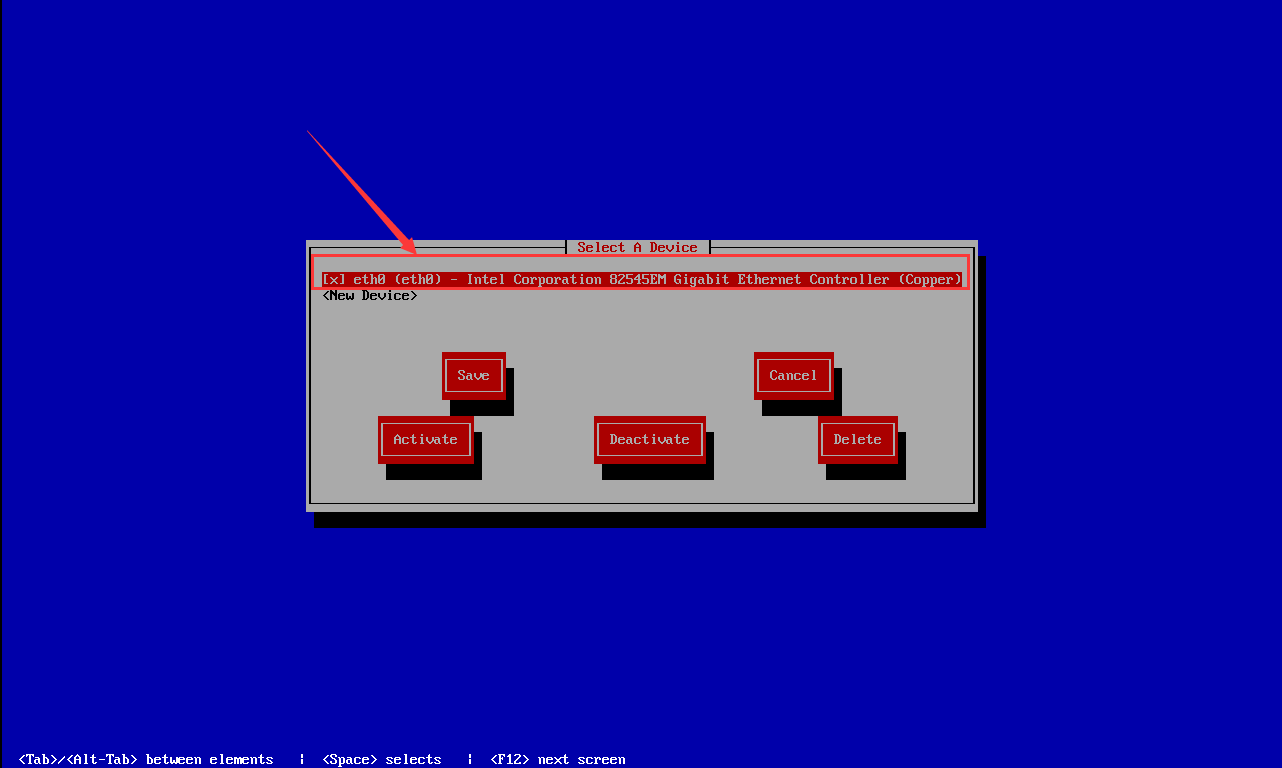 Select A Device
[x] eth0 (eth0) - Intel Corporation 82545EM Gigabit Ethernet Controller (Copper)
<New Device>
Save Cancel
Activate Deactivate Delete
<Tab>/<Alt-Tab> between elements | <Space> selects | <F12> next screen